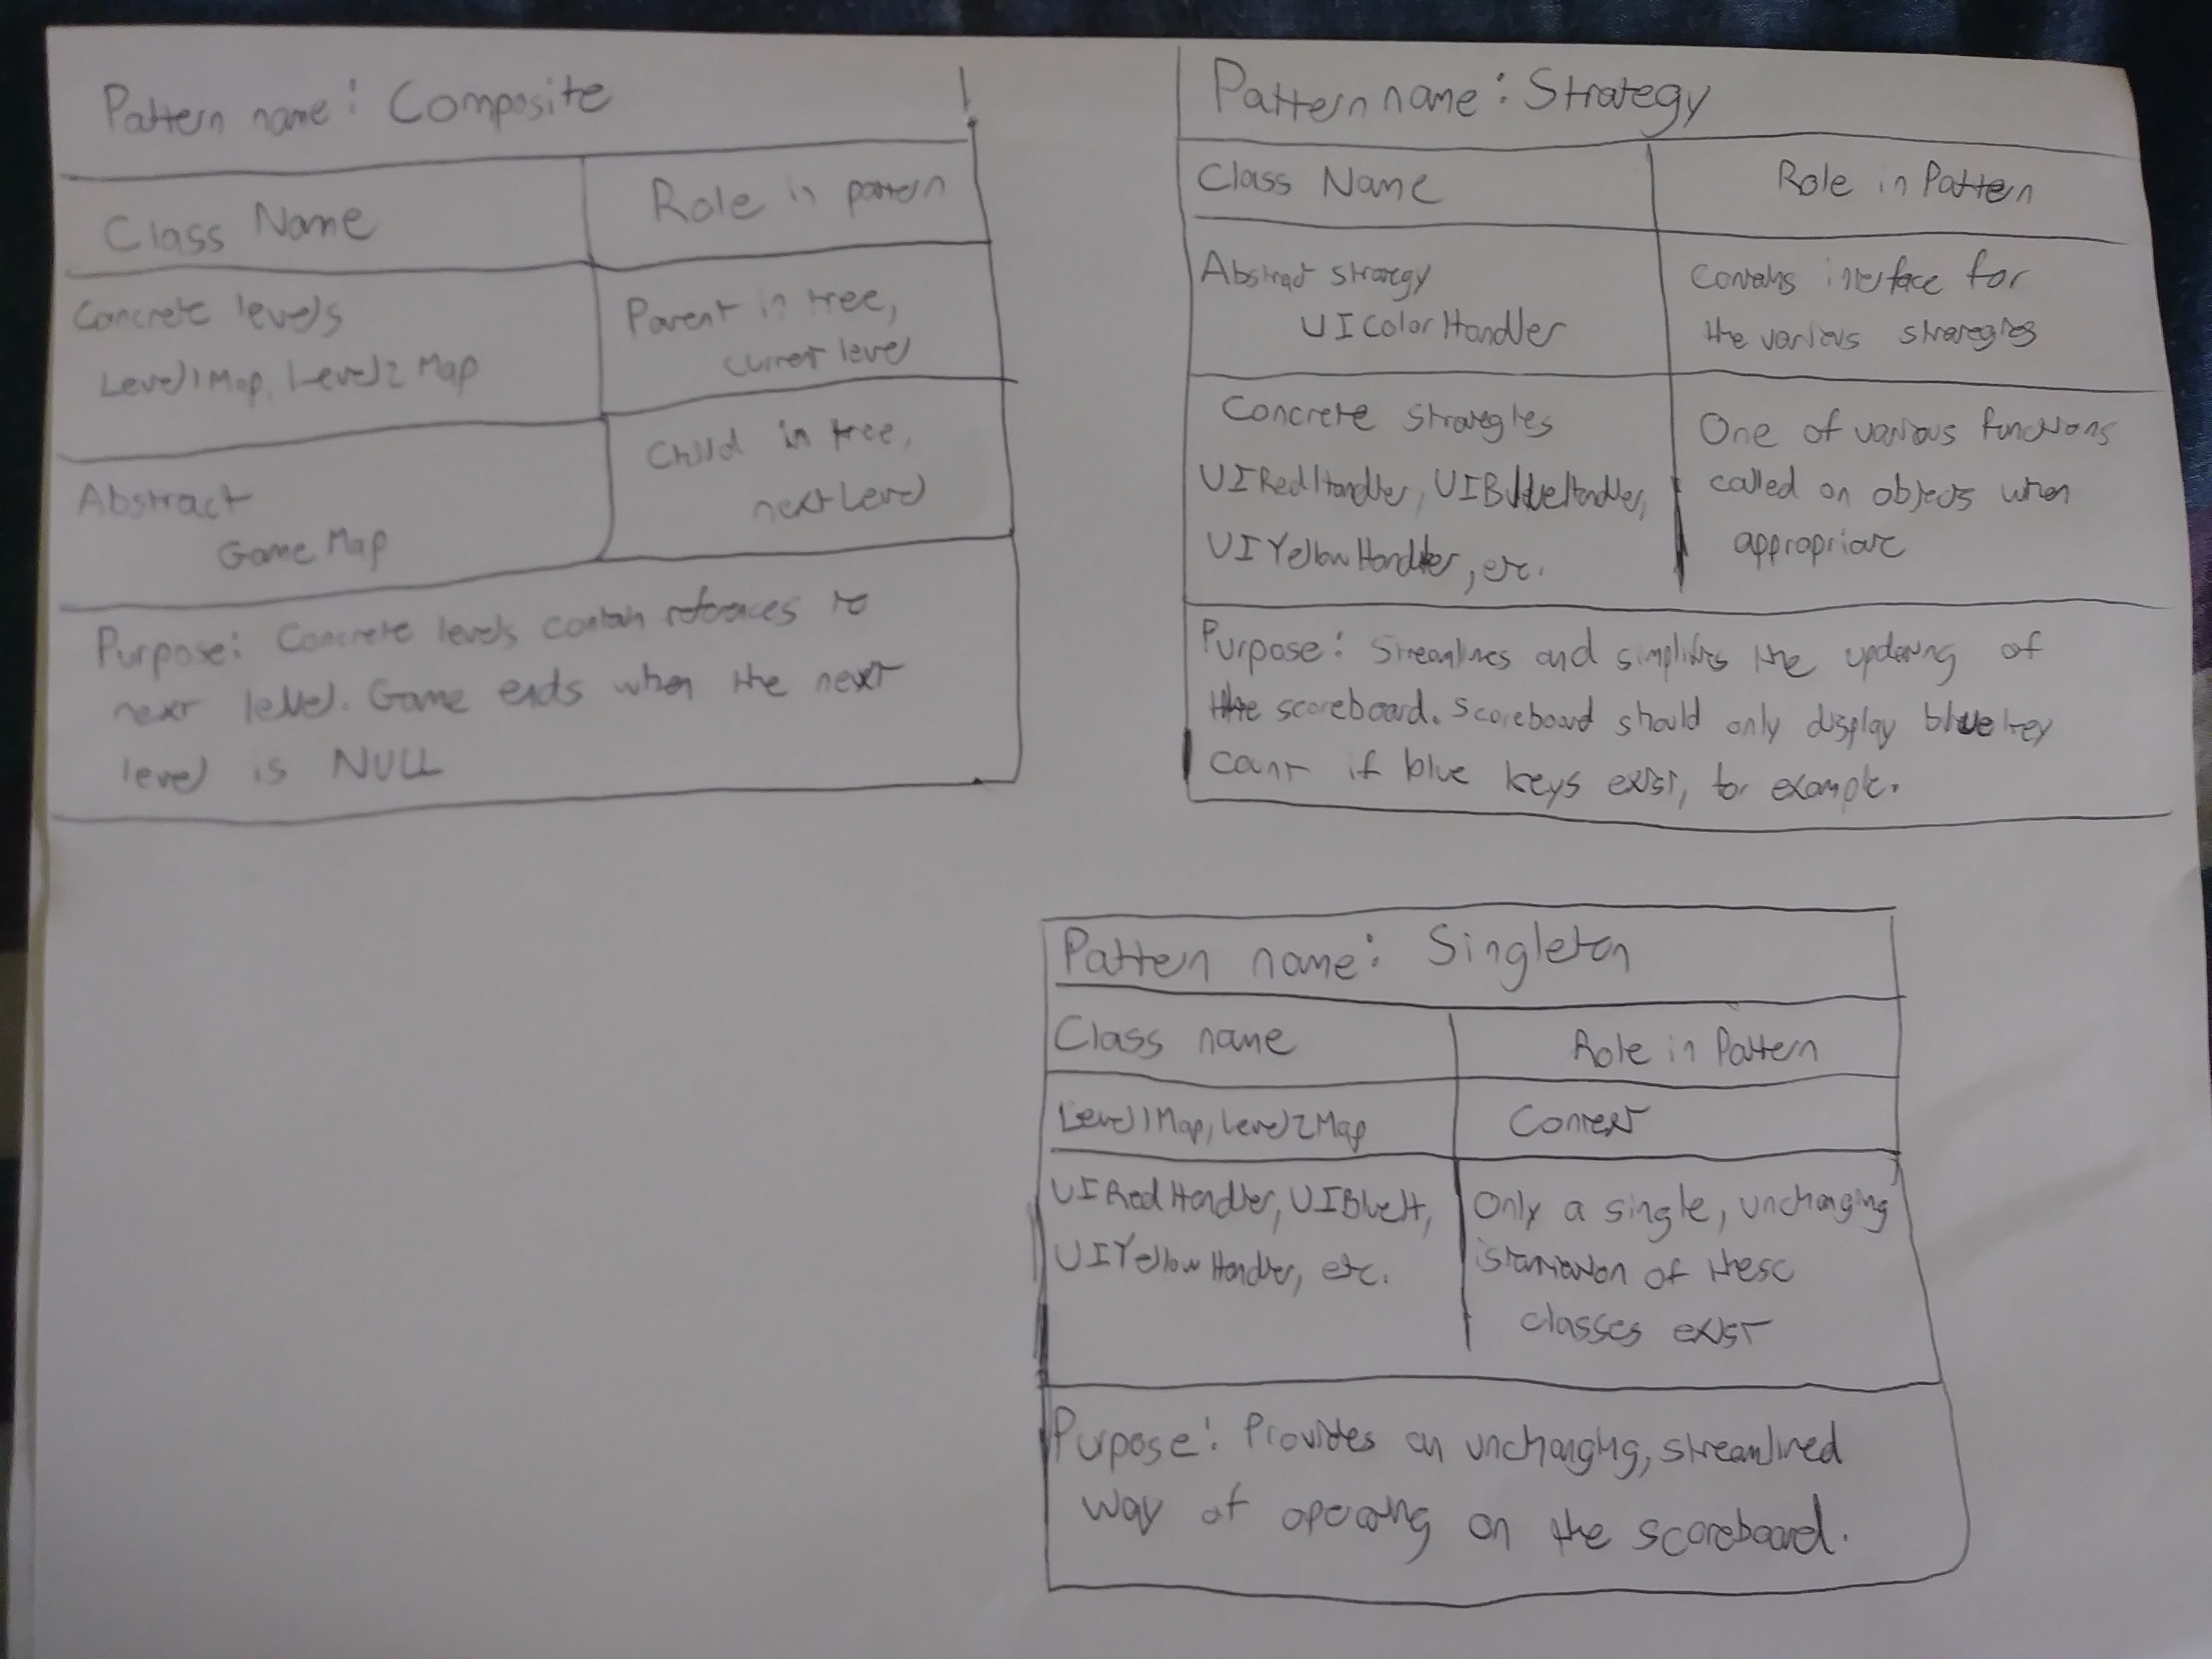 Pattern name: Composite
Class Name
Role in pattern
Concrete levels
Level1Map, Level2Map
Parent in tree,
current level
Abstract
Game Map
Child in tree,
next Level
Purpose: Concrete levels contain references to
next level. Game ends when the next
level is NULL
Pattern name: Strategy
Class Name
Role in Pattern
Abstract strategy
UIColorHandler
Contains interface for
the various strategies
Concrete strategies
UIRedHandler, UIBlueHandler,
UIYellowHandler, etc.
One of various functions
called on objects when
appropriate
Purpose: Streamlines and simplifies the updating of
the scoreboard. Scoreboard should only display blue key
count if blue keys exist, for example.
Pattern name: Singleton
Class name
Role in Pattern
Level1Map, Level2Map
Context
UIRedHandler, UIBlueH,
UIYellowHandler, etc.
Only a single, unchanging
of these
classes exist
Purpose: Provides an unchanging, streamlined
way of operating on the scoreboard.